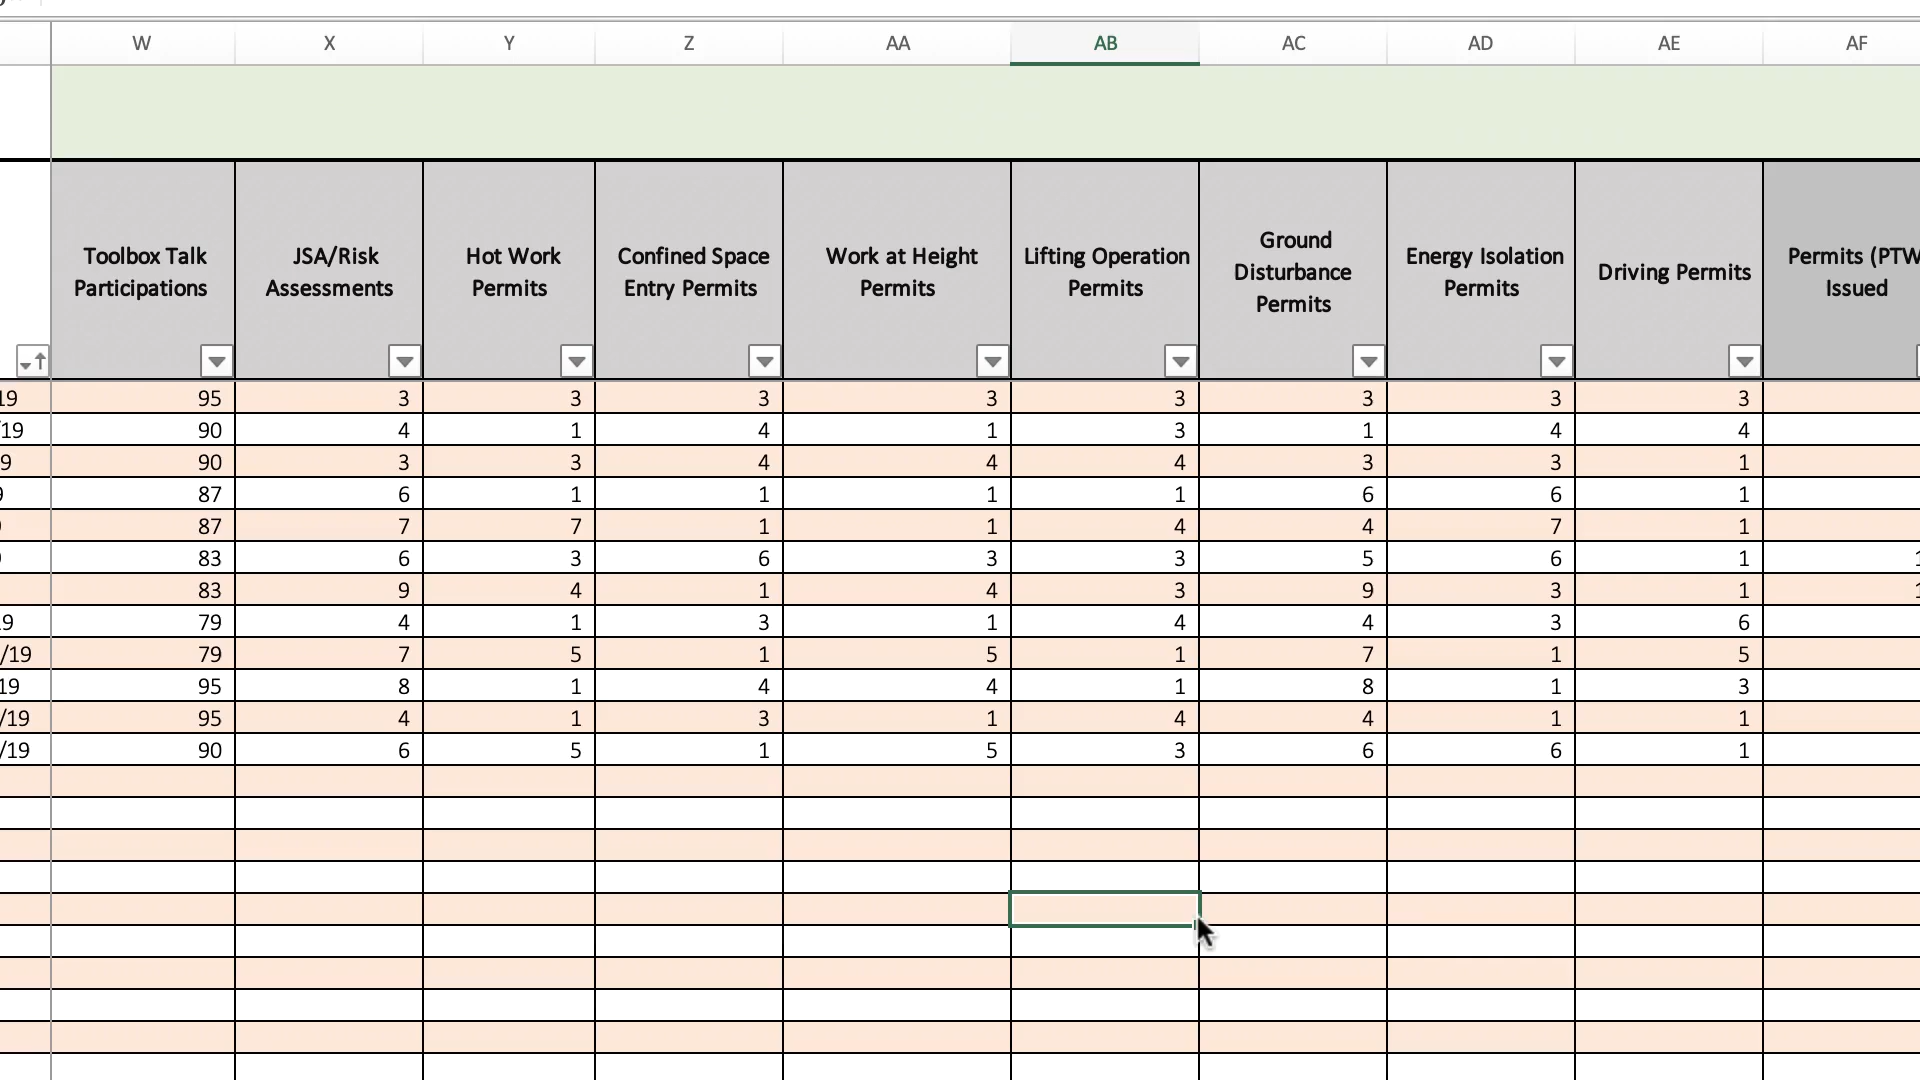 W X Y Z AA AB AC AD AE AF
Toolbox Talk Participations JSA/Risk Assessments Hot Work Permits Confined Space Entry Permits Work at Height Permits Lifting Operation Permits Ground Disturbance Permits Energy Isolation Permits Driving Permits Permits (PTW Issued
19 95 3 3 3 3 3 3 3 3
/19 90 4 1 4 1 3 1 4 4
9 90 3 3 4 4 4 3 3 1
9 87 6 1 1 1 1 6 6 1
87 7 7 1 1 4 4 7 1
83 6 3 6 3 3 5 6 1 1
83 9 4 1 4 3 9 3 1 1
19 79 4 1 3 1 4 4 3 6
/19 79 7 5 1 5 1 7 1 5
19 95 8 1 4 4 1 8 1 3
/19 95 4 1 3 1 4 4 1 1
/19 90 6 5 1 5 3 6 6 1